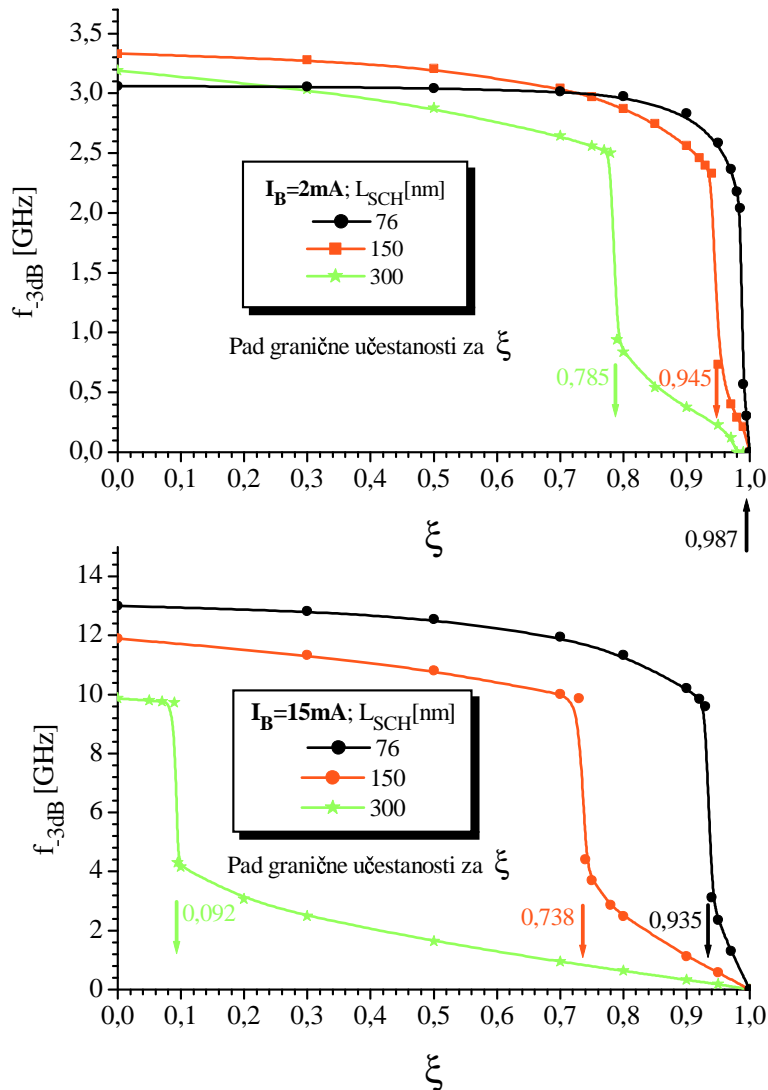 3,5
3,0
2,5
2,0
1,5
1,0
0,5
0,0
f-3dB [GHz]
IB=2mA; LSCH[nm]
76
150
300
Pad granične učestanosti za ξ
0,785
0,945
0,0 0,1 0,2 0,3 0,4 0,5 0,6 0,7 0,8 0,9 1,0
ξ
0,987
14
12
10
8
6
4
2
0
f-3dB [GHz]
IB=15mA; LSCH[nm]
76
150
300
Pad granične učestanosti za ξ
0,092
0,738
0,935
0,0 0,1 0,2 0,3 0,4 0,5 0,6 0,7 0,8 0,9 1,0
ξ